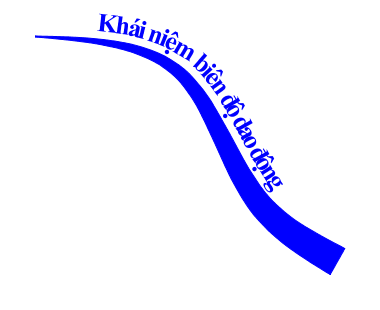 Khái niệm biên độ dao động